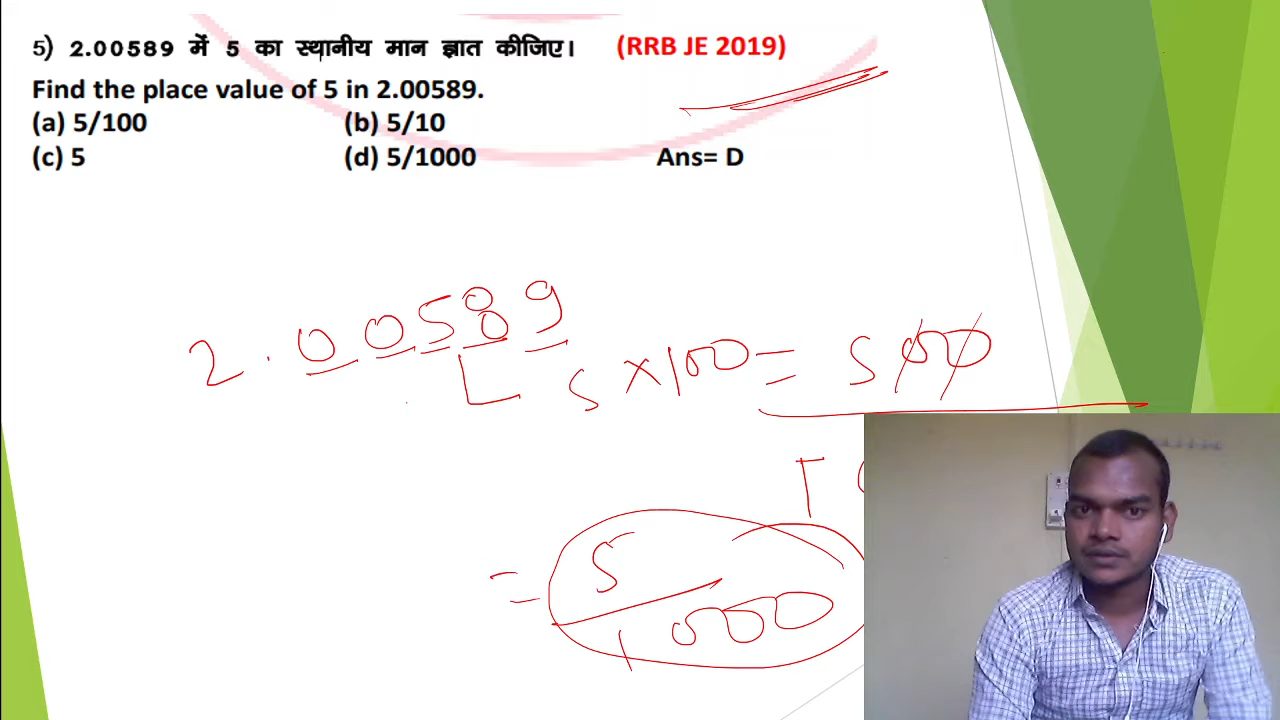 5) 2.00589 में 5 का स्थानीय मान ज्ञात कीजिए। (RRB JE 2019)
Find the place value of 5 in 2.00589.
(a) 5/100 (b) 5/10
(c) 5 (d) 5/1000 Ans= D
2.00589
5 × 100 = 500
= 5/1000